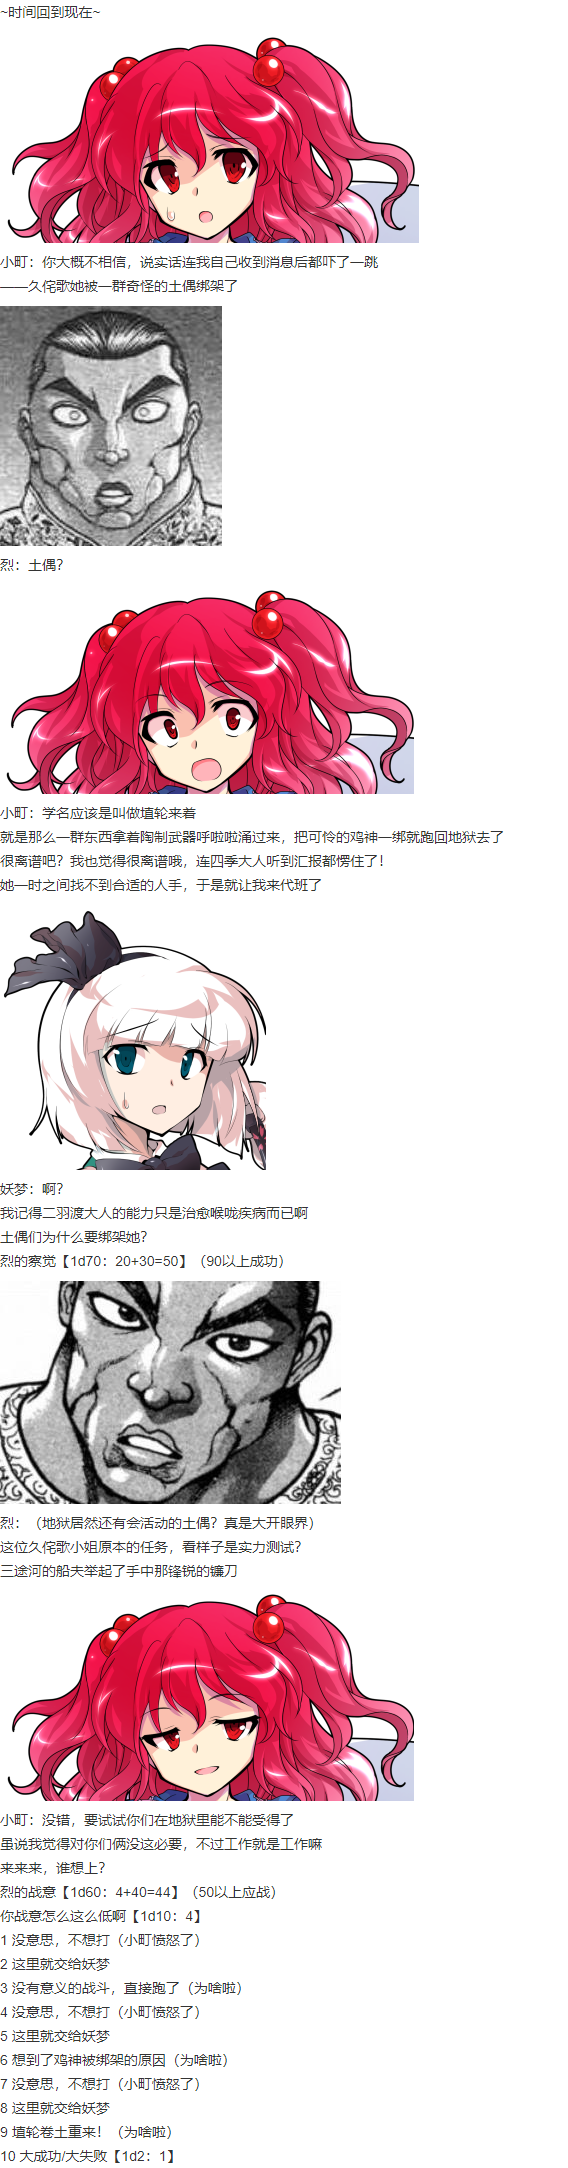 ~时间回到现在~
小町：你大概不相信，说实话连我自己收到消息后都吓了一跳
——久侘歌她被一群奇怪的土偶绑架了
烈：土偶？
小町：学名应该是叫做埴轮来着
就是那么一群东西拿着陶制武器呼啦啦涌过来，把可怜的鸡神一绑就跑回地狱去了
很离谱吧？我也觉得很离谱哦，连四季大人听到汇报都愣住了！
她一时之间找不到合适的人手，于是就让我来代班了
妖梦：啊？
我记得二羽渡大人的能力只是治愈喉咙疾病而已啊
土偶们为什么要绑架她？
烈的察觉【1d70：20+30=50】（90以上成功）
烈：（地狱居然还有会活动的土偶？真是大开眼界）
这位久侘歌小姐原本的任务，看样子是实力测试？
三途河的船夫举起了手中那锋锐的镰刀
小町：没错，要试试你们在地狱里能不能受得了
虽说我觉得对你们俩没这必要，不过工作就是工作嘛
来来来，谁想上？
烈的战意【1d60：4+40=44】（50以上应战）
你战意怎么这么低啊【1d10：4】
1 没意思，不想打（小町愤怒了）
2 这里就交给妖梦
3 没有意义的战斗，直接跑了（为啥啦）
4 没意思，不想打（小町愤怒了）
5 这里就交给妖梦
6 想到了鸡神被绑架的原因（为啥啦）
7 没意思，不想打（小町愤怒了）
8 这里就交给妖梦
9 埴轮卷土重来！（为啥啦）
10 大成功/大失败【1d2：1】